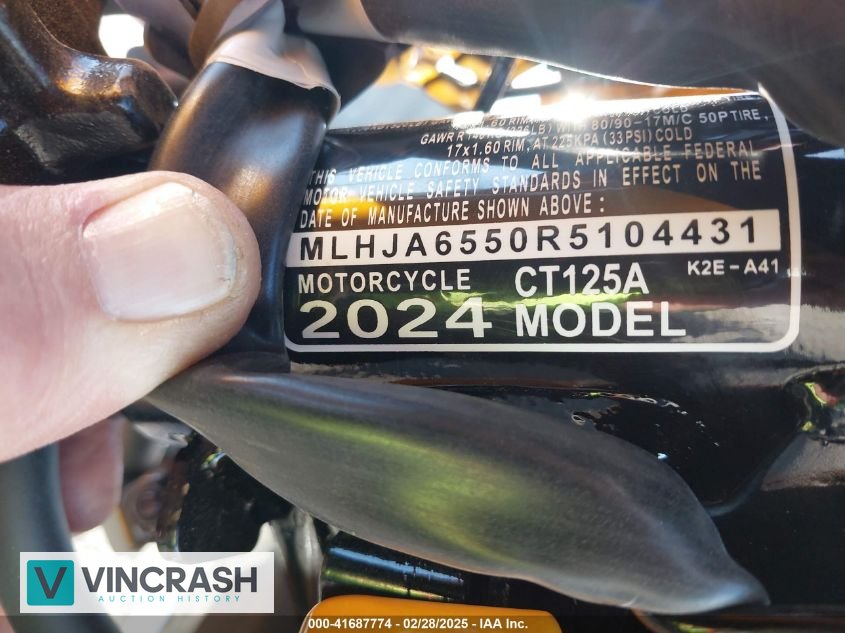 GAWR R
LB) WITH 80/90-17M/C 50P TIRE,
17x1.60 RIM, AT 225KPA (33PSI) COLD
THIS VEHICLE CONFORMS TO ALL APPLICABLE FEDERAL
MOTOR VEHICLE SAFETY STANDARDS IN EFFECT ON THE
DATE OF MANUFACTURE SHOWN ABOVE:
MLHJA6550R5104431
MOTORCYCLE CT125A K2E-A41
2024 MODEL
V VINCRASH
AUCTION HISTORY
000-41687774 - 02/28/2025 - IAA Inc.